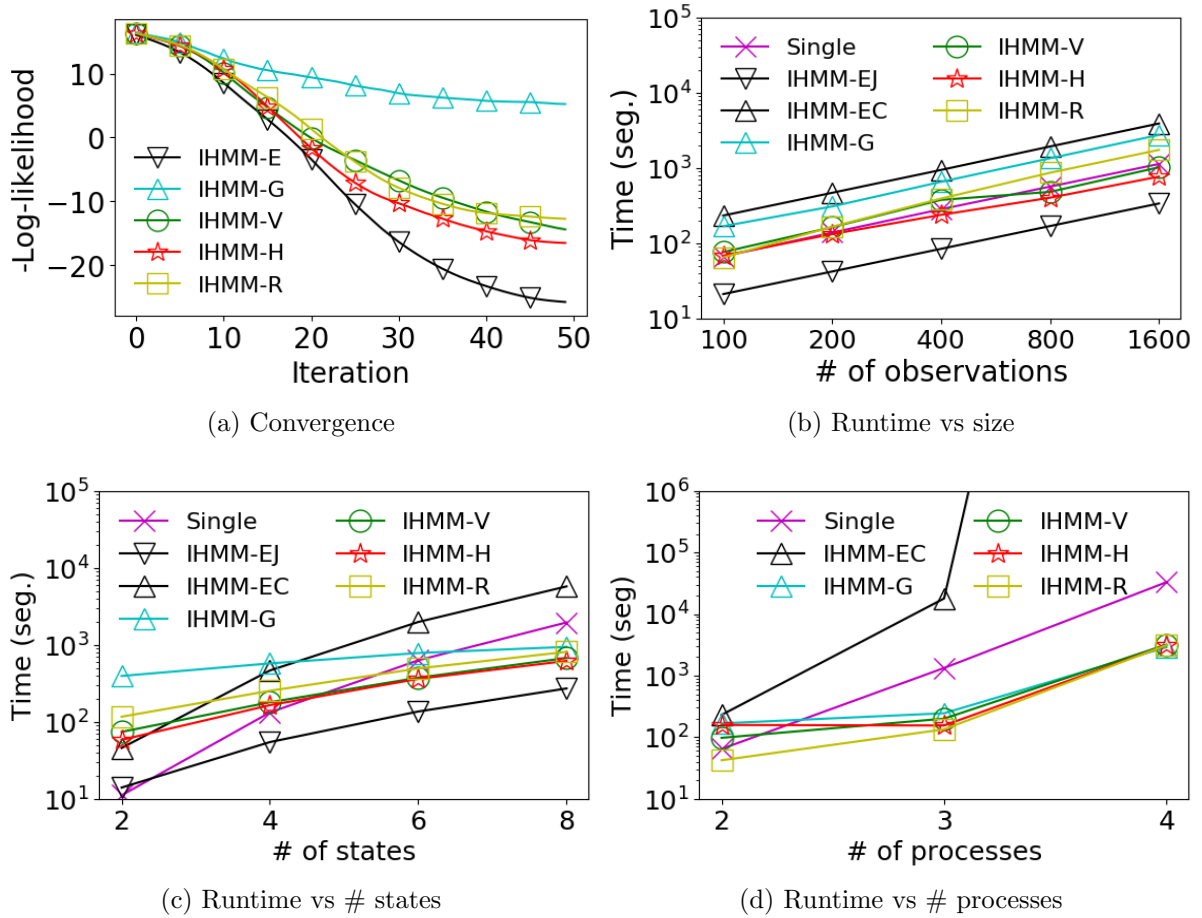 -Log-likelihood
10
0
−10
−20
IHMM-E
IHMM-G
IHMM-V
IHMM-H
IHMM-R
0 10 20 30 40 50
Iteration
(a) Convergence
Time (seg.)
10^5
10^4
10^3
10^2
10^1
Single
IHMM-EJ
IHMM-EC
IHMM-G
IHMM-V
IHMM-H
IHMM-R
100 200 400 800 1600
# of observations
(b) Runtime vs size
Time (seg.)
10^5
10^4
10^3
10^2
10^1
Single
IHMM-EJ
IHMM-EC
IHMM-G
IHMM-V
IHMM-H
IHMM-R
2 4 6 8
# of states
(c) Runtime vs # states
Time (seg)
10^6
10^5
10^4
10^3
10^2
10^1
Single
IHMM-EC
IHMM-G
IHMM-V
IHMM-H
IHMM-R
2 3 4
# of processes
(d) Runtime vs # processes